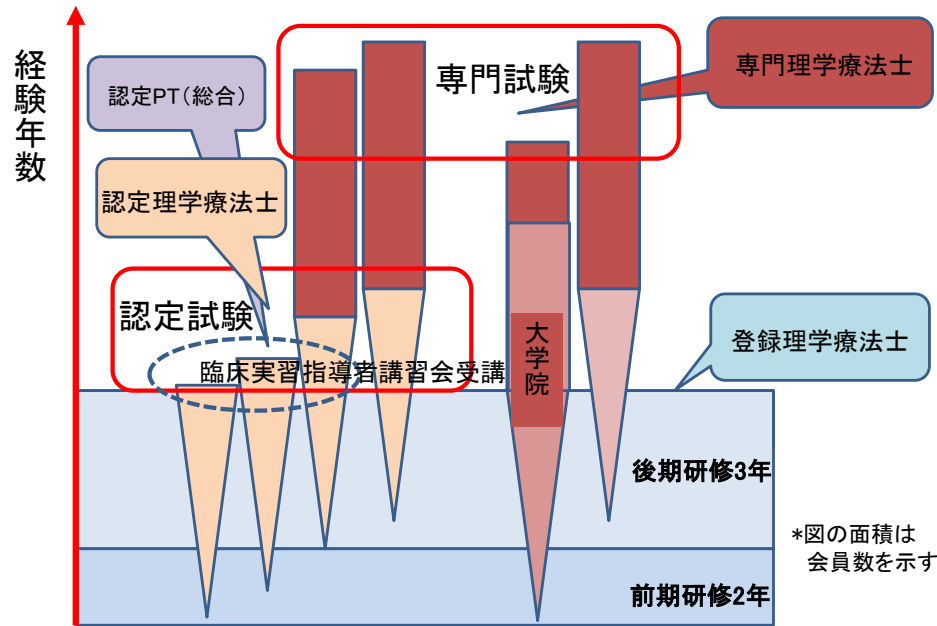 経験年数
専門試験
専門理学療法士
認定PT（総合）
認定理学療法士
認定試験
臨床実習指導者講習会受講
大学院
登録理学療法士
後期研修3年
*図の面積は
会員数を示す
前期研修2年